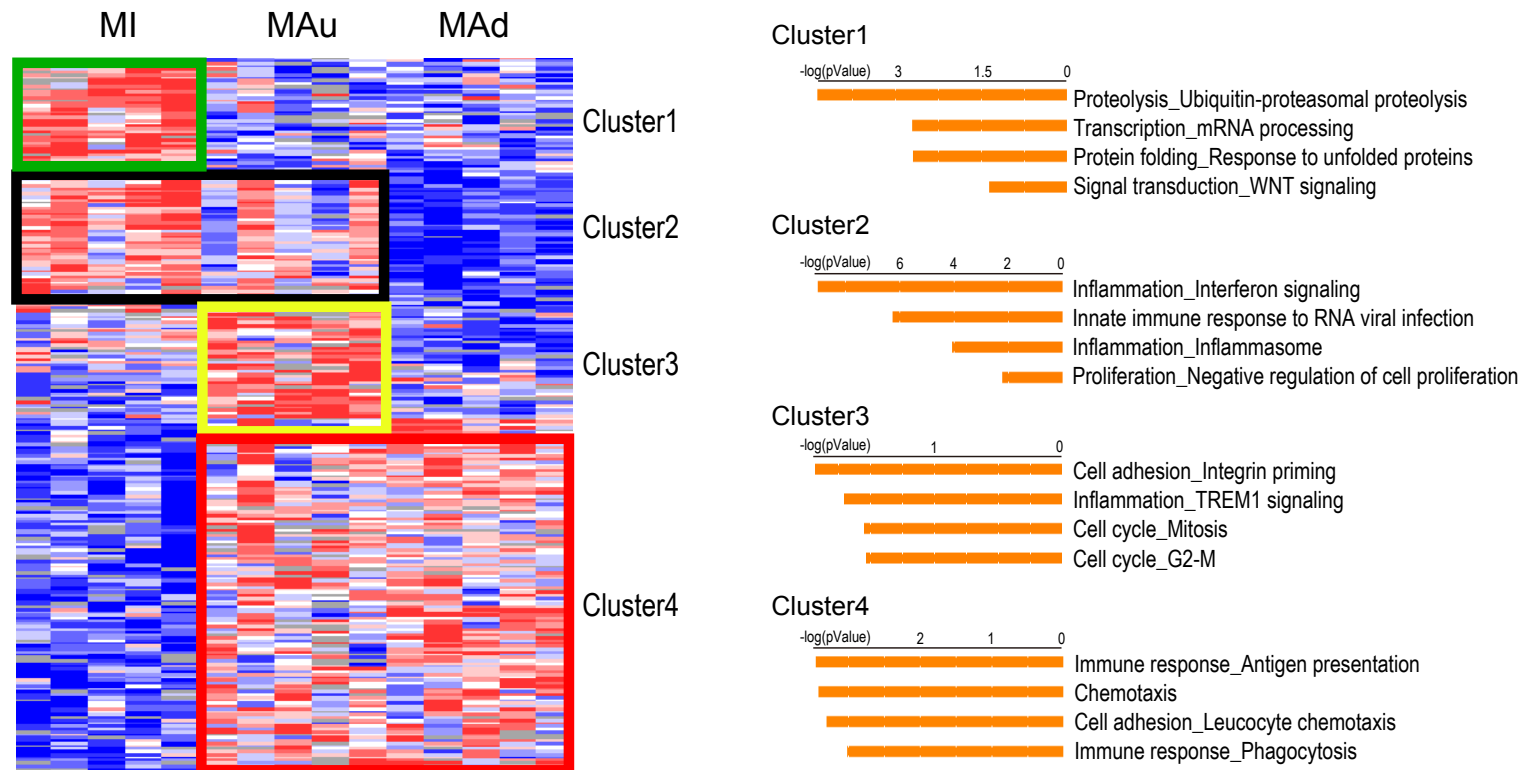 MI MAu MAd
Cluster1
Cluster2
Cluster3
Cluster4
Cluster1
-log(pValue) 3 1.5 0
Proteolysis_Ubiquitin-proteasomal proteolysis
Transcription_mRNA processing
Protein folding_Response to unfolded proteins
Signal transduction_WNT signaling
Cluster2
-log(pValue) 6 4 2 0
Inflammation_Interferon signaling
Innate immune response to RNA viral infection
Inflammation_Inflammasome
Proliferation_Negative regulation of cell proliferation
Cluster3
-log(pValue) 1 0
Cell adhesion_Integrin priming
Inflammation_TREM1 signaling
Cell cycle_Mitosis
Cell cycle_G2-M
Cluster4
-log(pValue) 2 1 0
Immune response_Antigen presentation
Chemotaxis
Cell adhesion_Leucocyte chemotaxis
Immune response_Phagocytosis